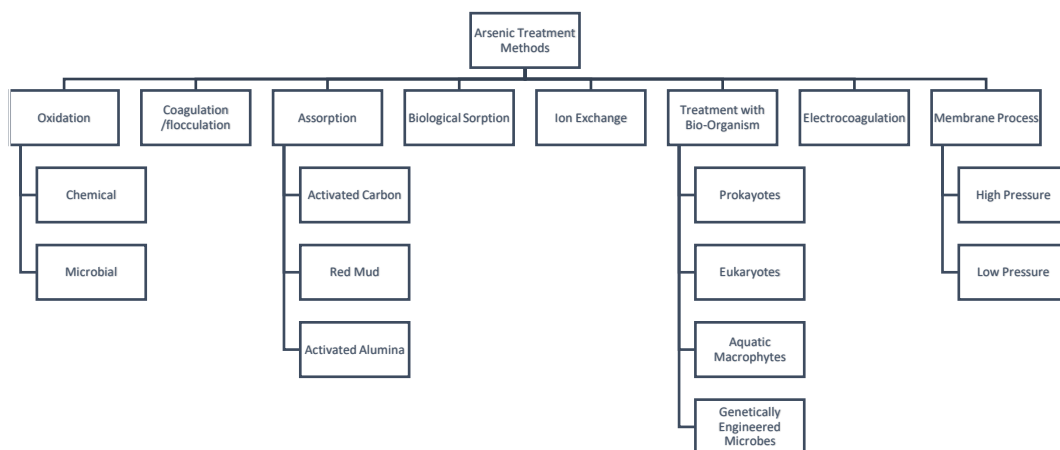 Arsenic Treatment
Methods
Oxidation
Coagulation
/flocculation
Assorption
Biological Sorption
Ion Exchange
Treatment with
Bio-Organism
Electrocoagulation
Membrane Process
Chemical
Microbial
Activated Carbon
Red Mud
Activated Alumina
Prokayotes
Eukaryotes
Aquatic
Macrophytes
Genetically
Engineered
Microbes
High Pressure
Low Pressure